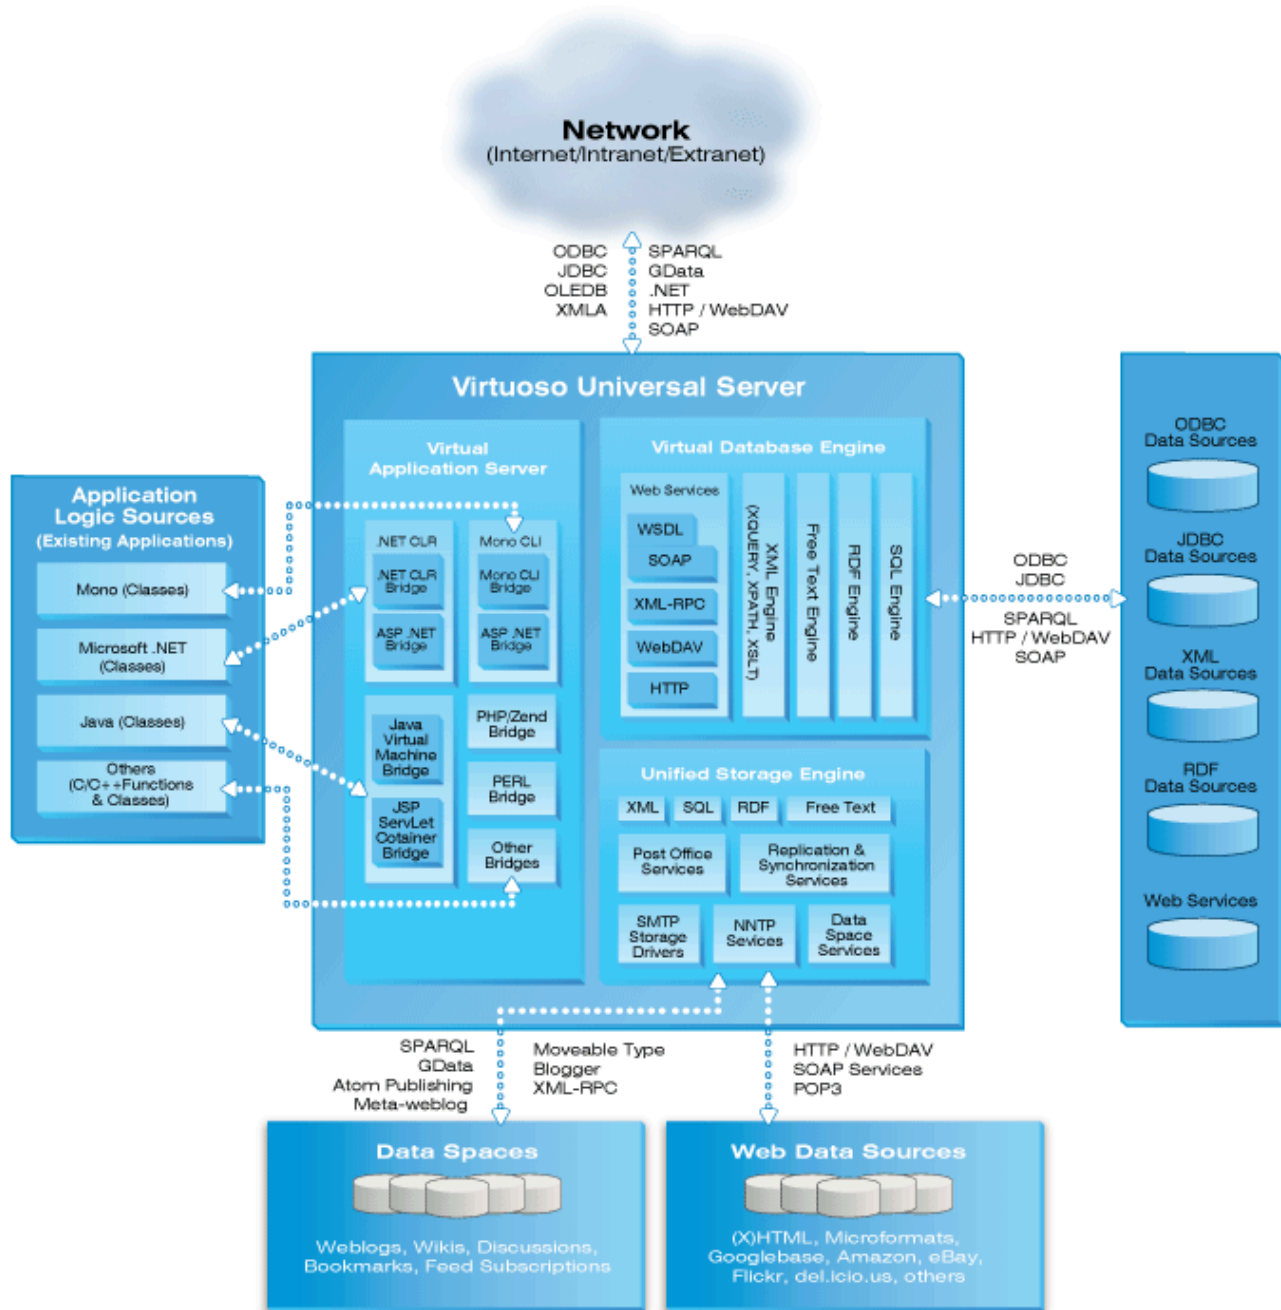 Network
(Internet/Intranet/Extranet)
ODBC
JDBC
OLEDB
XMLA
SPARQL
GData
.NET
HTTP / WebDAV
SOAP
Virtuoso Universal Server
Application
Logic Sources
(Existing Applications)
Mono (Classes)
Microsoft .NET
(Classes)
Java (Classes)
Others
(C/C++Functions
& Classes)
Virtual
Application Server
.NET CLR
.NET CLR
Bridge
ASP .NET
Bridge
Mono CLI
Mono CLI
Bridge
ASP .NET
Bridge
Java
Virtual
Machine
Bridge
JSP
ServLet
Cotainer
Bridge
PHP/Zend
Bridge
PERL
Bridge
Other
Bridges
Virtual Database Engine
Web Services
WSDL
SOAP
XML-RPC
WebDAV
HTTP
XML Engine
(XQUERY, XPATH, XSLT)
Free Text Engine
RDF Engine
SQL Engine
Unified Storage Engine
XML
SQL
RDF
Free Text
Post Office
Services
Replication &
Synchronization
Services
SMTP
Storage
Drivers
NNTP
Sevices
Data
Space
Services
ODBC
JDBC
SPARQL
HTTP / WebDAV
SOAP
ODBC
Data Sources
JDBC
Data Sources
XML
Data Sources
RDF
Data Sources
Web Services
SPARQL
GData
Atom Publishing
Meta-weblog
Moveable Type
Blogger
XML-RPC
HTTP / WebDAV
SOAP Services
POP3
Data Spaces
Weblogs, Wikis, Discussions,
Bookmarks, Feed Subscriptions
Web Data Sources
(X)HTML, Microformats,
Googlebase, Amazon, eBay,
Flickr, del.icio.us, others